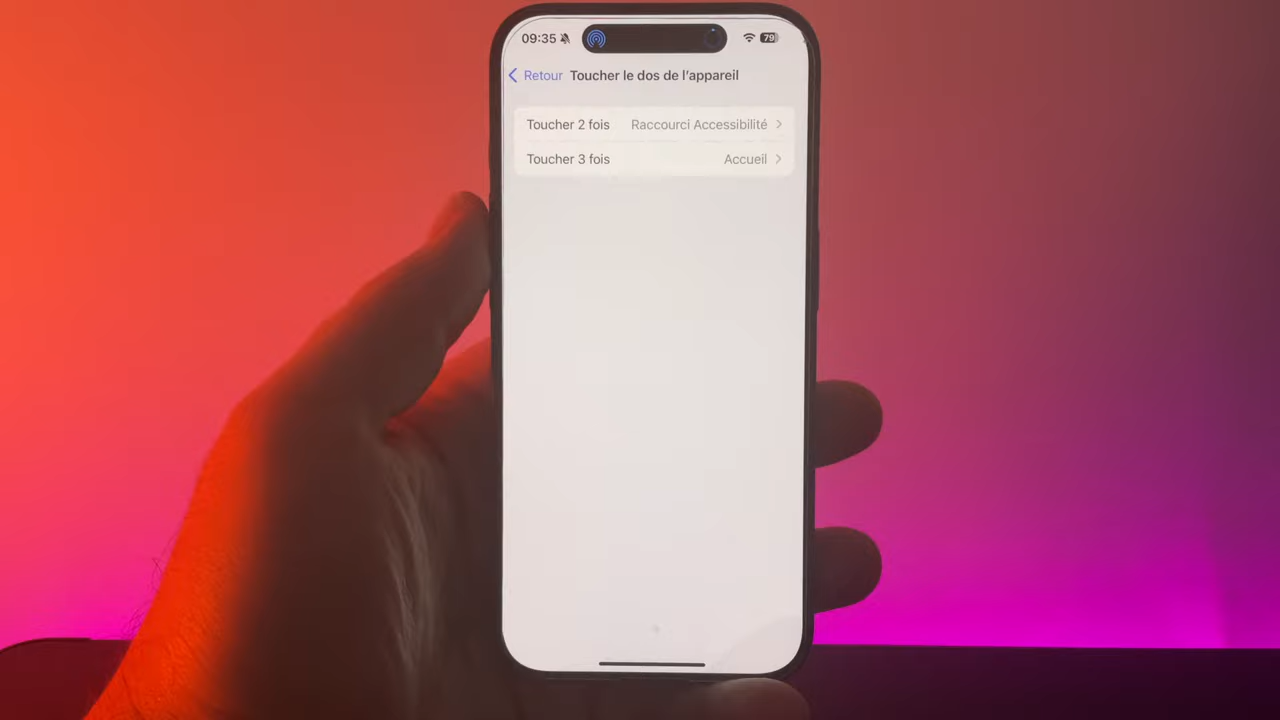 09:35 79
Retour Toucher le dos de l'appareil
Toucher 2 fois Raccourci Accessibilité
Toucher 3 fois Accueil